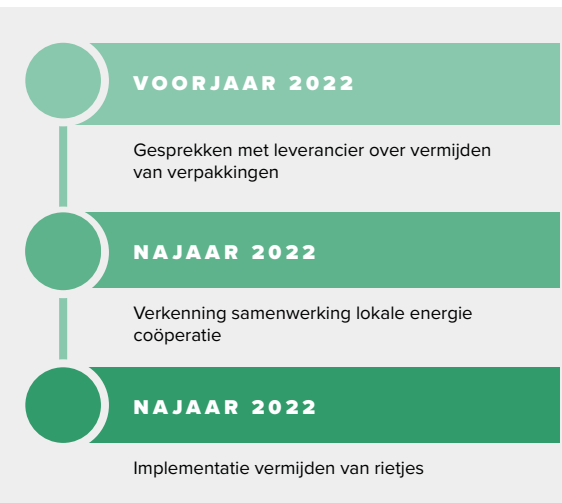 VOORJAAR 2022
Gesprekken met leverancier over vermijden
van verpakkingen
NAJAAR 2022
Verkenning samenwerking lokale energie
coöperatie
NAJAAR 2022
Implementatie vermijden van rietjes